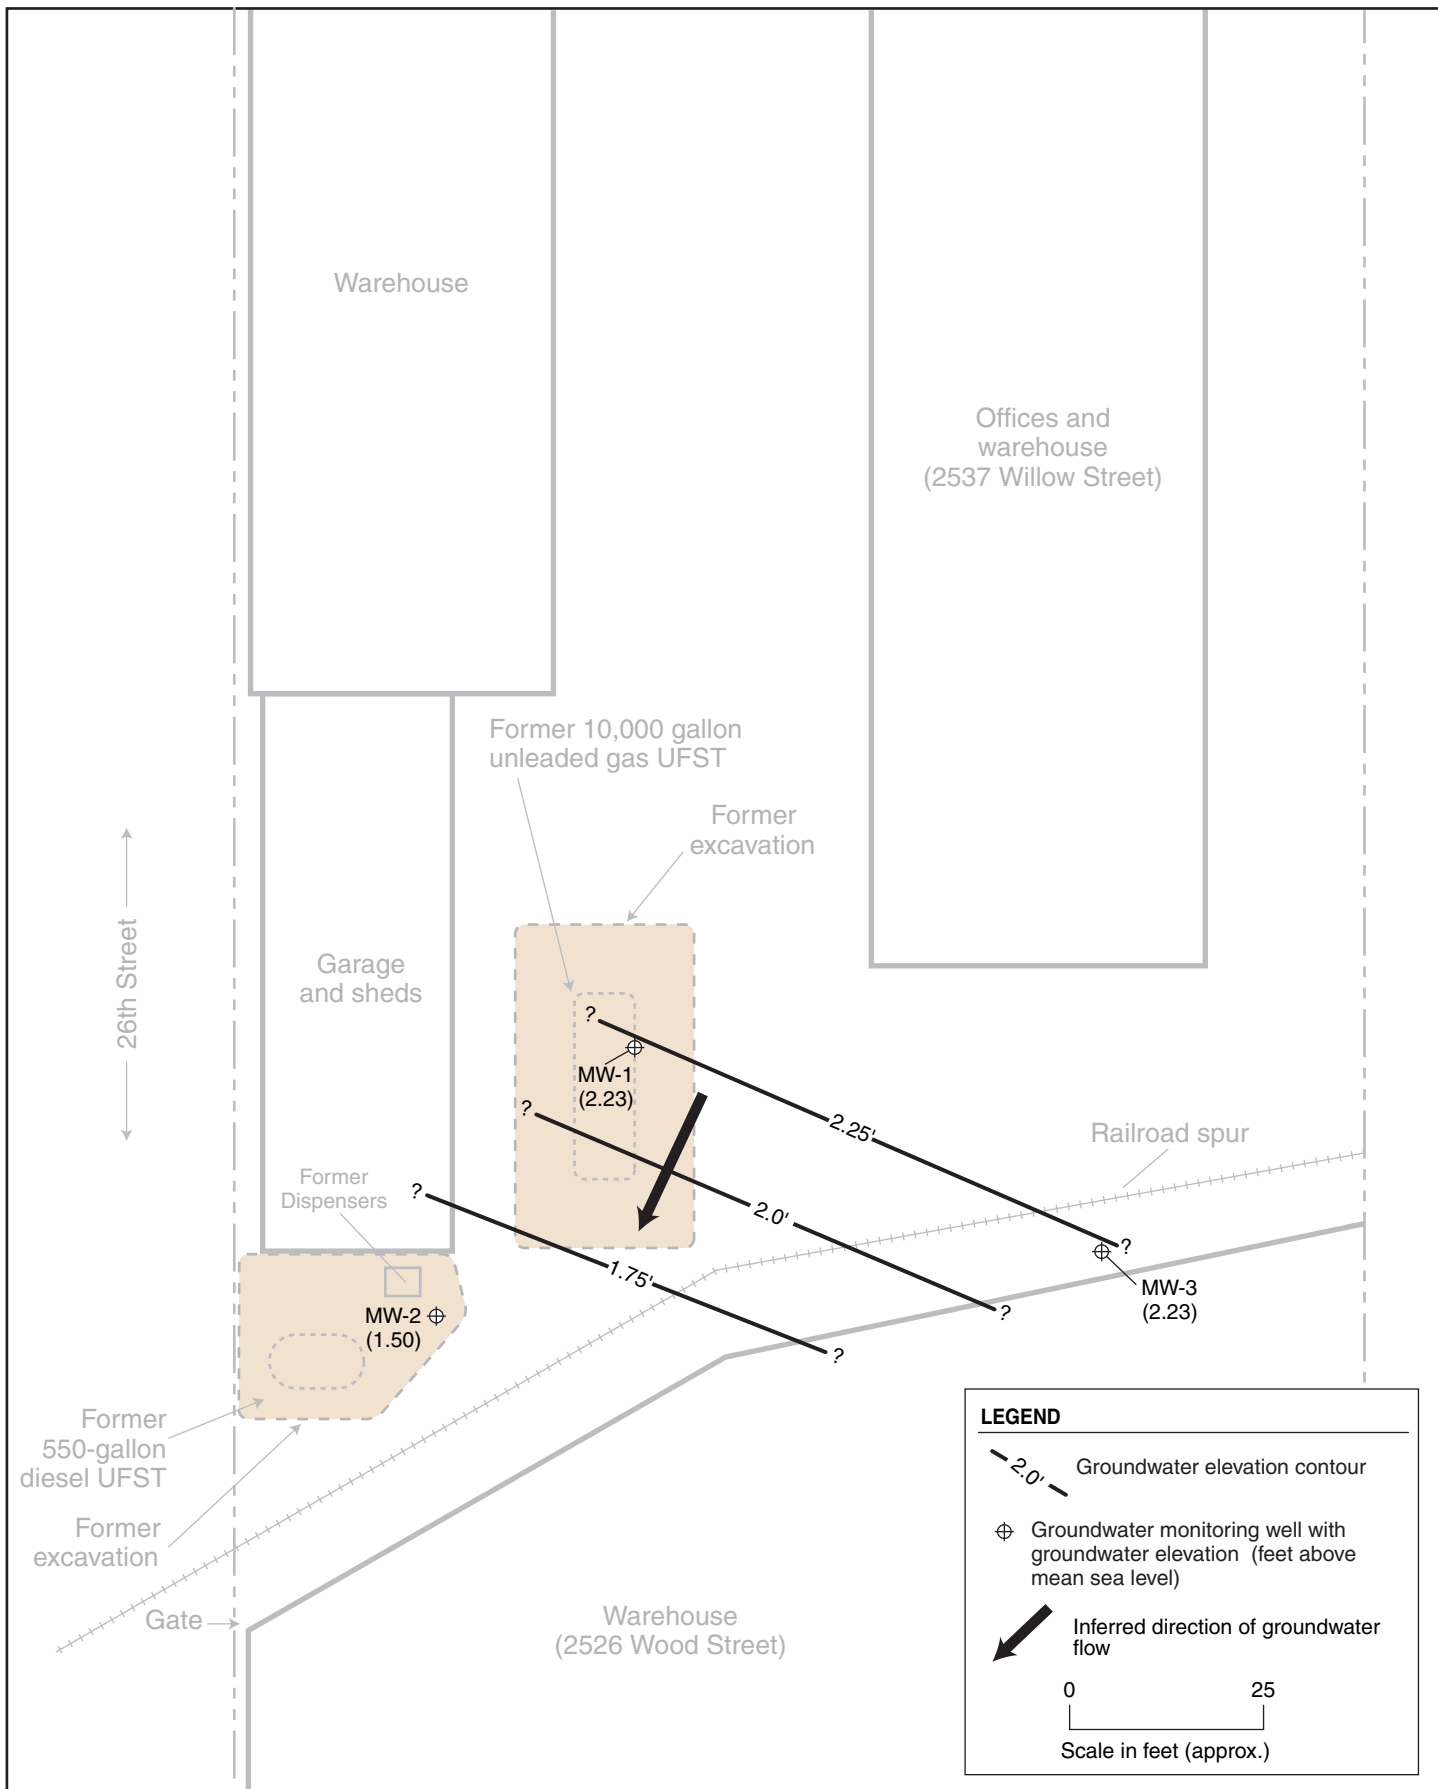 Warehouse
Offices and
warehouse
(2537 Willow Street)
Former 10,000 gallon
unleaded gas UFST
Former
excavation
26th Street
Garage
and sheds
?
MW-1
(2.23)
?
2.25'
Railroad spur
Former
Dispensers
?
2.0'
?
1.75'
MW-3
(2.23)
MW-2
(1.50)
?
?
Former
550-gallon
diesel UFST
Former
excavation
Gate
Warehouse
(2526 Wood Street)
LEGEND
2.0'
Groundwater elevation contour
Groundwater monitoring well with
groundwater elevation (feet above
mean sea level)
Inferred direction of groundwater
flow
0 25
Scale in feet (approx.)